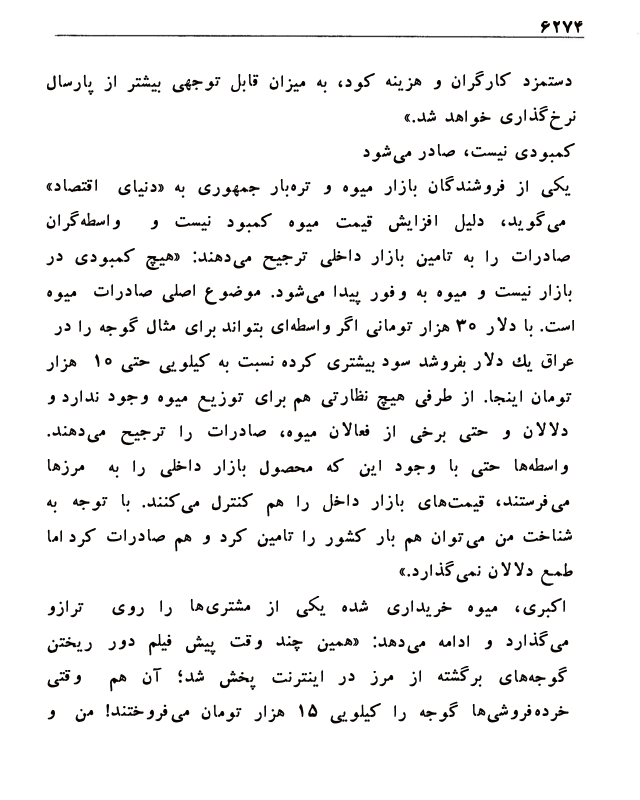 ۶۲۷۴
دستمزد کارگران و هزینه کود، به میزان قابل توجهی بیشتر از پارسال
نرخ‌گذاری خواهد شد.»
کمبودی نیست، صادر می‌شود
یکی از فروشندگان بازار میوه و تره‌بار جمهوری به «دنیای اقتصاد»
می‌گوید، دلیل افزایش قیمت میوه کمبود نیست و واسطه‌گران
صادرات را به تامین بازار داخلی ترجیح می‌دهند: «هیچ کمبودی در
بازار نیست و میوه به وفور پیدا می‌شود. موضوع اصلی صادرات میوه
است. با دلار ۳۰ هزار تومانی اگر واسطه‌ای بتواند برای مثال گوجه را در
عراق یك دلار بفروشد سود بیشتری کرده نسبت به کیلویی حتی ۱۰ هزار
تومان اینجا. از طرفی هیچ نظارتی هم برای توزیع میوه وجود ندارد و
دلالان و حتی برخی از فعالان میوه، صادرات را ترجیح می‌دهند.
واسطه‌ها حتی با وجود این که محصول بازار داخلی را به مرزها
می‌فرستند، قیمت‌های بازار داخل را هم کنترل می‌کنند. با توجه به
شناخت من می‌توان هم بار کشور را تامین کرد و هم صادرات کرد اما
طمع دلالان نمی‌گذارد.»
اکبری، میوه خریداری شده یکی از مشتری‌ها را روی ترازو
می‌گذارد و ادامه می‌دهد: «همین چند وقت پیش فیلم دور ریختن
گوجه‌های برگشته از مرز در اینترنت پخش شد؛ آن هم وقتی
خرده‌فروشی‌ها گوجه را کیلویی ۱۵ هزار تومان می‌فروختند! من و